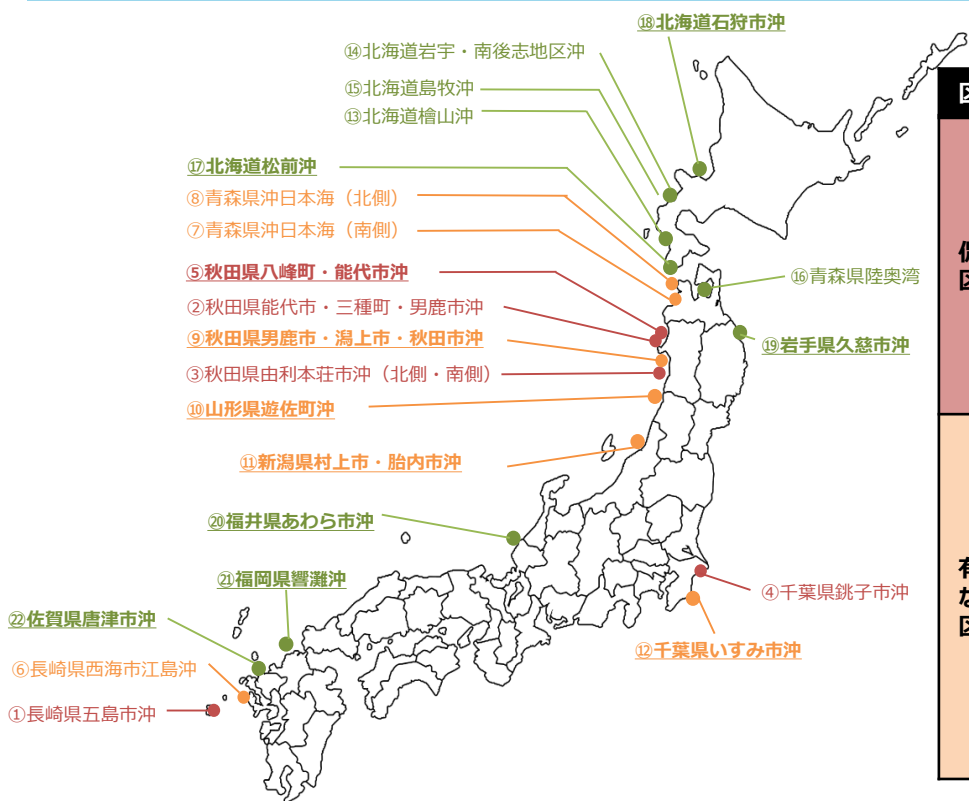 ⑱北海道石狩市沖
⑭北海道岩宇・南後志地区沖
⑮北海道島牧沖
⑬北海道檜山沖
⑰北海道松前沖
⑧青森県沖日本海（北側）
⑦青森県沖日本海（南側）
⑤秋田県八峰町・能代市沖
⑯青森県陸奥湾
②秋田県能代市・三種町・男鹿市沖
⑨秋田県男鹿市・潟上市・秋田市沖
⑲岩手県久慈市沖
③秋田県由利本荘市沖（北側・南側）
⑩山形県遊佐町沖
⑪新潟県村上市・胎内市沖
⑳福井県あわら市沖
㉑福岡県響灘沖
④千葉県銚子市沖
㉒佐賀県唐津市沖
⑫千葉県いすみ市沖
⑥長崎県西海市江島沖
①長崎県五島市沖
区
有
な
区